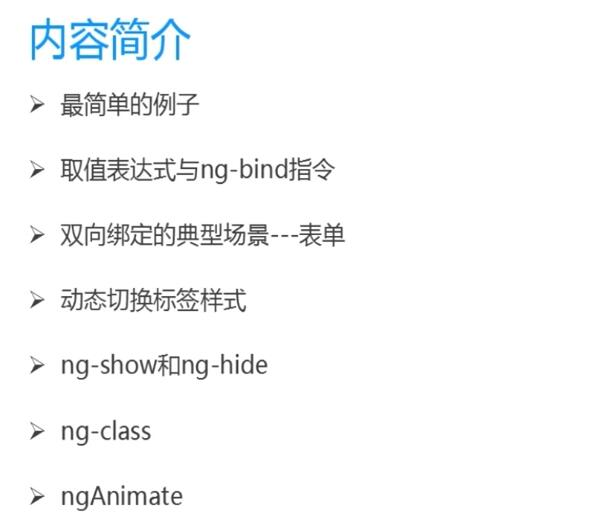 内容简介
最简单的例子
取值表达式与ng-bind指令
双向绑定的典型场景---表单
动态切换标签样式
ng-show和ng-hide
ng-class
ngAnimate